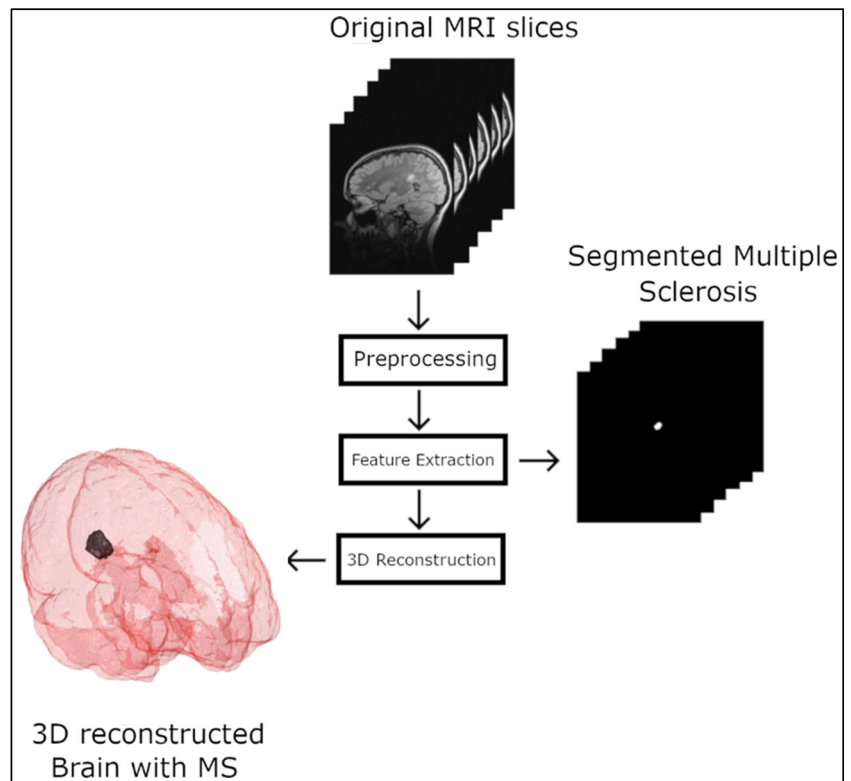 Original MRI slices
Segmented Multiple
Sclerosis
Preprocessing
Feature Extraction
3D Reconstruction
3D reconstructed
Brain with MS